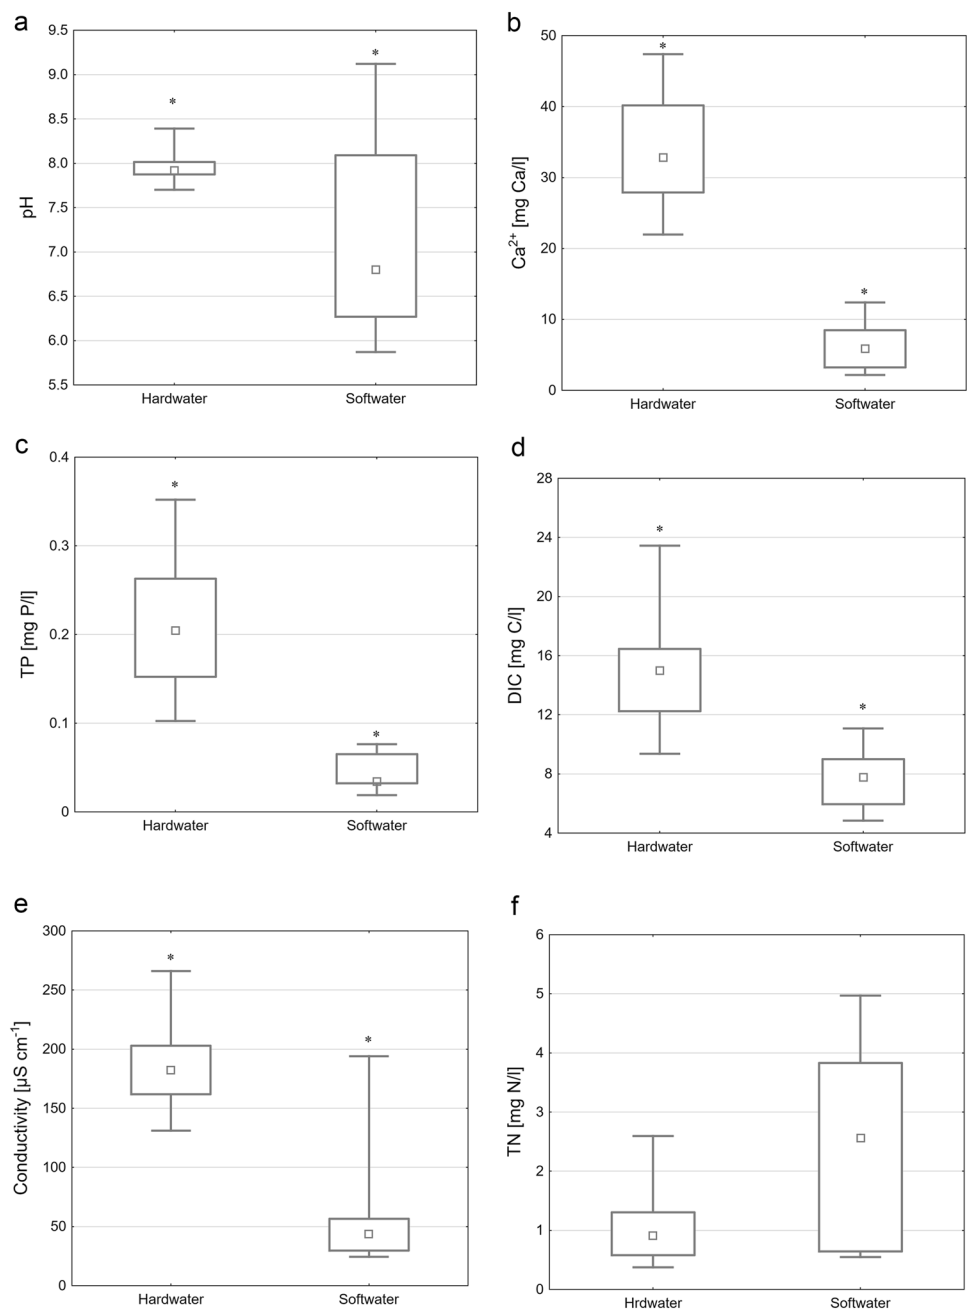 a
9.5
9.0
8.5
8.0
7.5
7.0
6.5
6.0
5.5
pH
*
*
Hardwater
Softwater
b
50
40
30
20
10
0
Ca²⁺ [mg Ca/l]
*
*
Hardwater
Softwater
c
0.4
0.3
0.2
0.1
0
TP [mg P/l]
*
*
Hardwater
Softwater
d
28
24
20
16
12
8
4
DIC [mg C/l]
*
*
Hardwater
Softwater
e
300
250
200
150
100
50
0
Conductivity [µS cm⁻¹]
*
*
Hardwater
Softwater
f
6
5
4
3
2
1
0
TN [mg N/l]
Hrdwater
Softwater